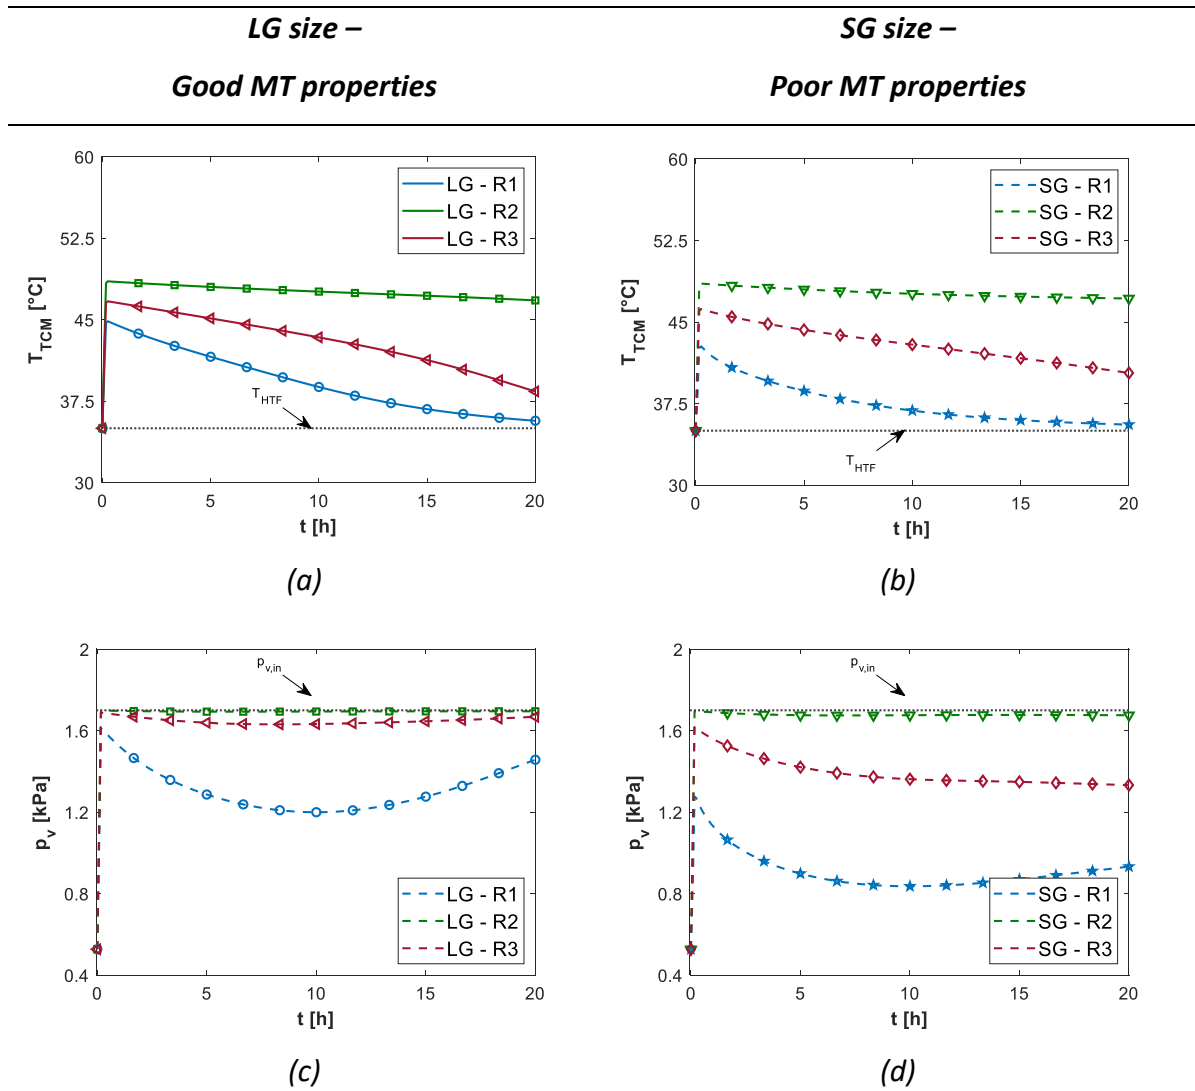 LG size –
Good MT properties
SG size –
Poor MT properties
60
52.5
45
37.5
30
T_TCM [°C]
LG - R1
LG - R2
LG - R3
T_HTF
0 5 10 15 20
t [h]
(a)
60
52.5
45
37.5
30
T_TCM [°C]
SG - R1
SG - R2
SG - R3
T_HTF
0 5 10 15 20
t [h]
(b)
2
1.6
1.2
0.8
0.4
p_v [kPa]
p_v,in
LG - R1
LG - R2
LG - R3
0 5 10 15 20
t [h]
(c)
2
1.6
1.2
0.8
0.4
p_v [kPa]
p_v,in
SG - R1
SG - R2
SG - R3
0 5 10 15 20
t [h]
(d)